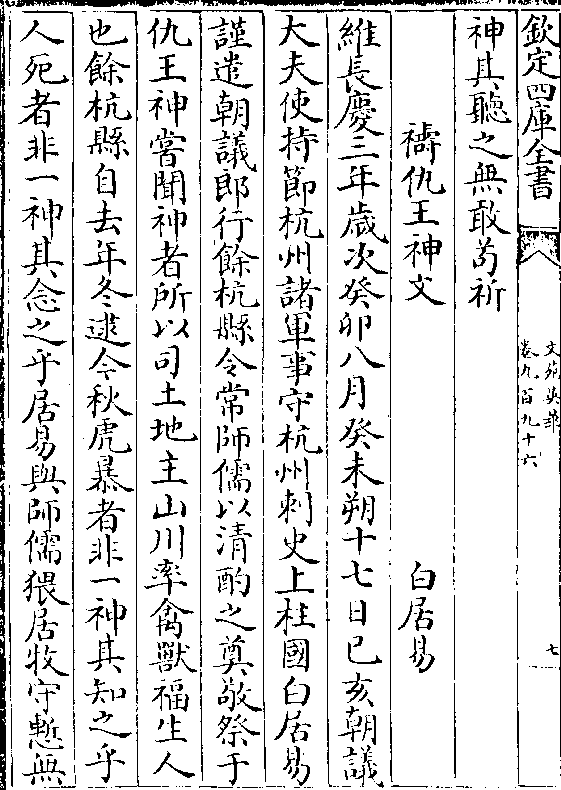 欽定四庫全書
文苑英華
卷九百九十六
七
神其聽之無敢苟祈
禱仇王神文
白居易
維長慶三年歲次癸卯八月癸未朔十七日己亥朝議
大夫使持節杭州諸軍事守杭州刺史上柱國白居易
謹遣朝議郎行餘杭縣令常師儒以清酌之奠敬祭于
仇王神嘗聞神者所以司土地主山川率禽獸福生人
也餘杭縣自去年冬逮今秋虎暴者非一神其知之乎
人死者非一神其念之乎居易與師儒猥居牧守慙無